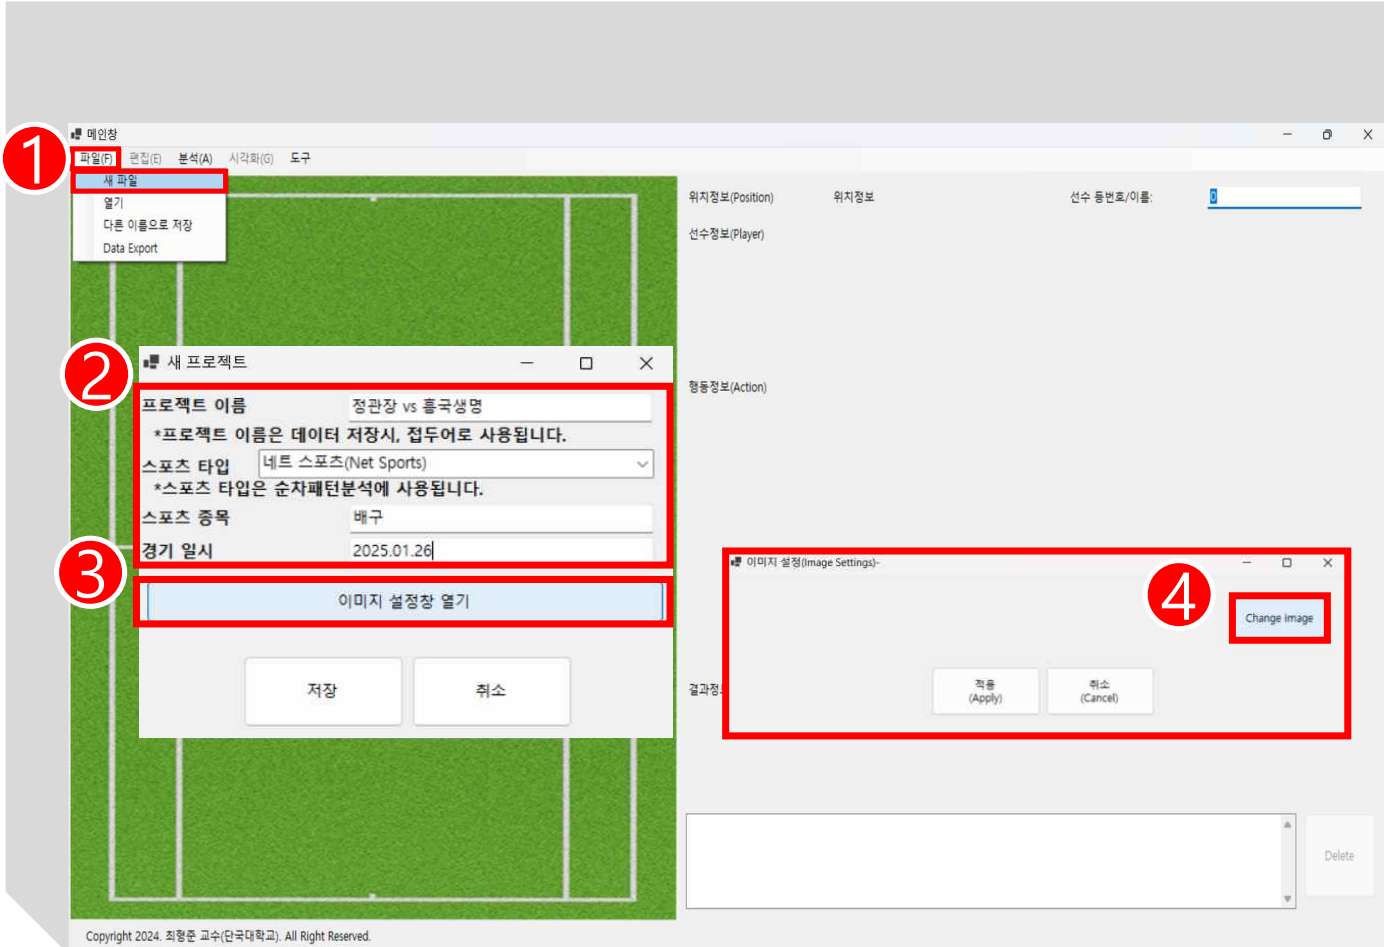 메인창
1
파일(F) 편집(E) 분석(A) 시각화(G) 도구
새 파일
열기
다른 이름으로 저장
Data Export
위치정보(Position) 위치정보 선수 등번호/이름: 0
선수정보(Player)
2
새 프로젝트
행동정보(Action)
프로젝트 이름 정관장 vs 흥국생명
*프로젝트 이름은 데이터 저장시, 접두어로 사용됩니다.
스포츠 타입 네트 스포츠(Net Sports)
*스포츠 타입은 순차패턴분석에 사용됩니다.
스포츠 종목 배구
경기 일시 2025.01.26
3
이미지 설정창 열기
이미지 설정(Image Settings)-
4
Change image
저장 취소
결과정
적용
(Apply)
취소
(Cancel)
Delete
Copyright 2024. 최형준 교수(단국대학교). All Right Reserved.